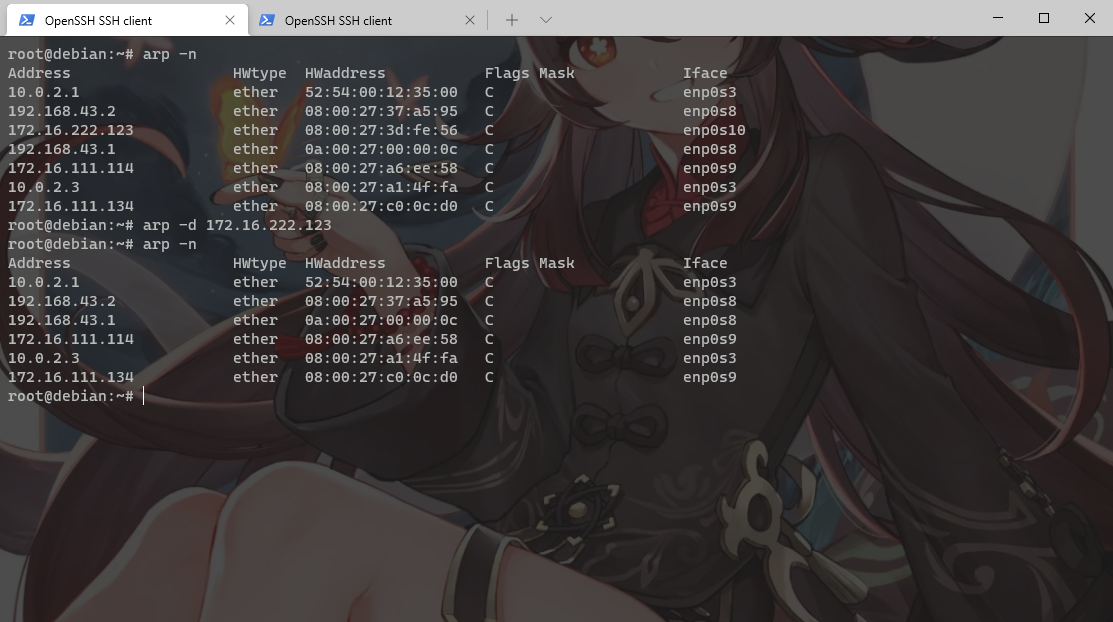 OpenSSH SSH client OpenSSH SSH client
root@debian:~# arp -n
Address HWtype HWaddress Flags Mask Iface
10.0.2.1 ether 52:54:00:12:35:00 C enp0s3
192.168.43.2 ether 08:00:27:37:a5:95 C enp0s8
172.16.222.123 ether 08:00:27:3d:fe:56 C enp0s10
192.168.43.1 ether 0a:00:27:00:00:0c C enp0s8
172.16.111.114 ether 08:00:27:a6:ee:58 C enp0s9
10.0.2.3 ether 08:00:27:a1:4f:fa C enp0s3
172.16.111.134 ether 08:00:27:c0:0c:d0 C enp0s9
root@debian:~# arp -d 172.16.222.123
root@debian:~# arp -n
Address HWtype HWaddress Flags Mask Iface
10.0.2.1 ether 52:54:00:12:35:00 C enp0s3
192.168.43.2 ether 08:00:27:37:a5:95 C enp0s8
192.168.43.1 ether 0a:00:27:00:00:0c C enp0s8
172.16.111.114 ether 08:00:27:a6:ee:58 C enp0s9
10.0.2.3 ether 08:00:27:a1:4f:fa C enp0s3
172.16.111.134 ether 08:00:27:c0:0c:d0 C enp0s9
root@debian:~#